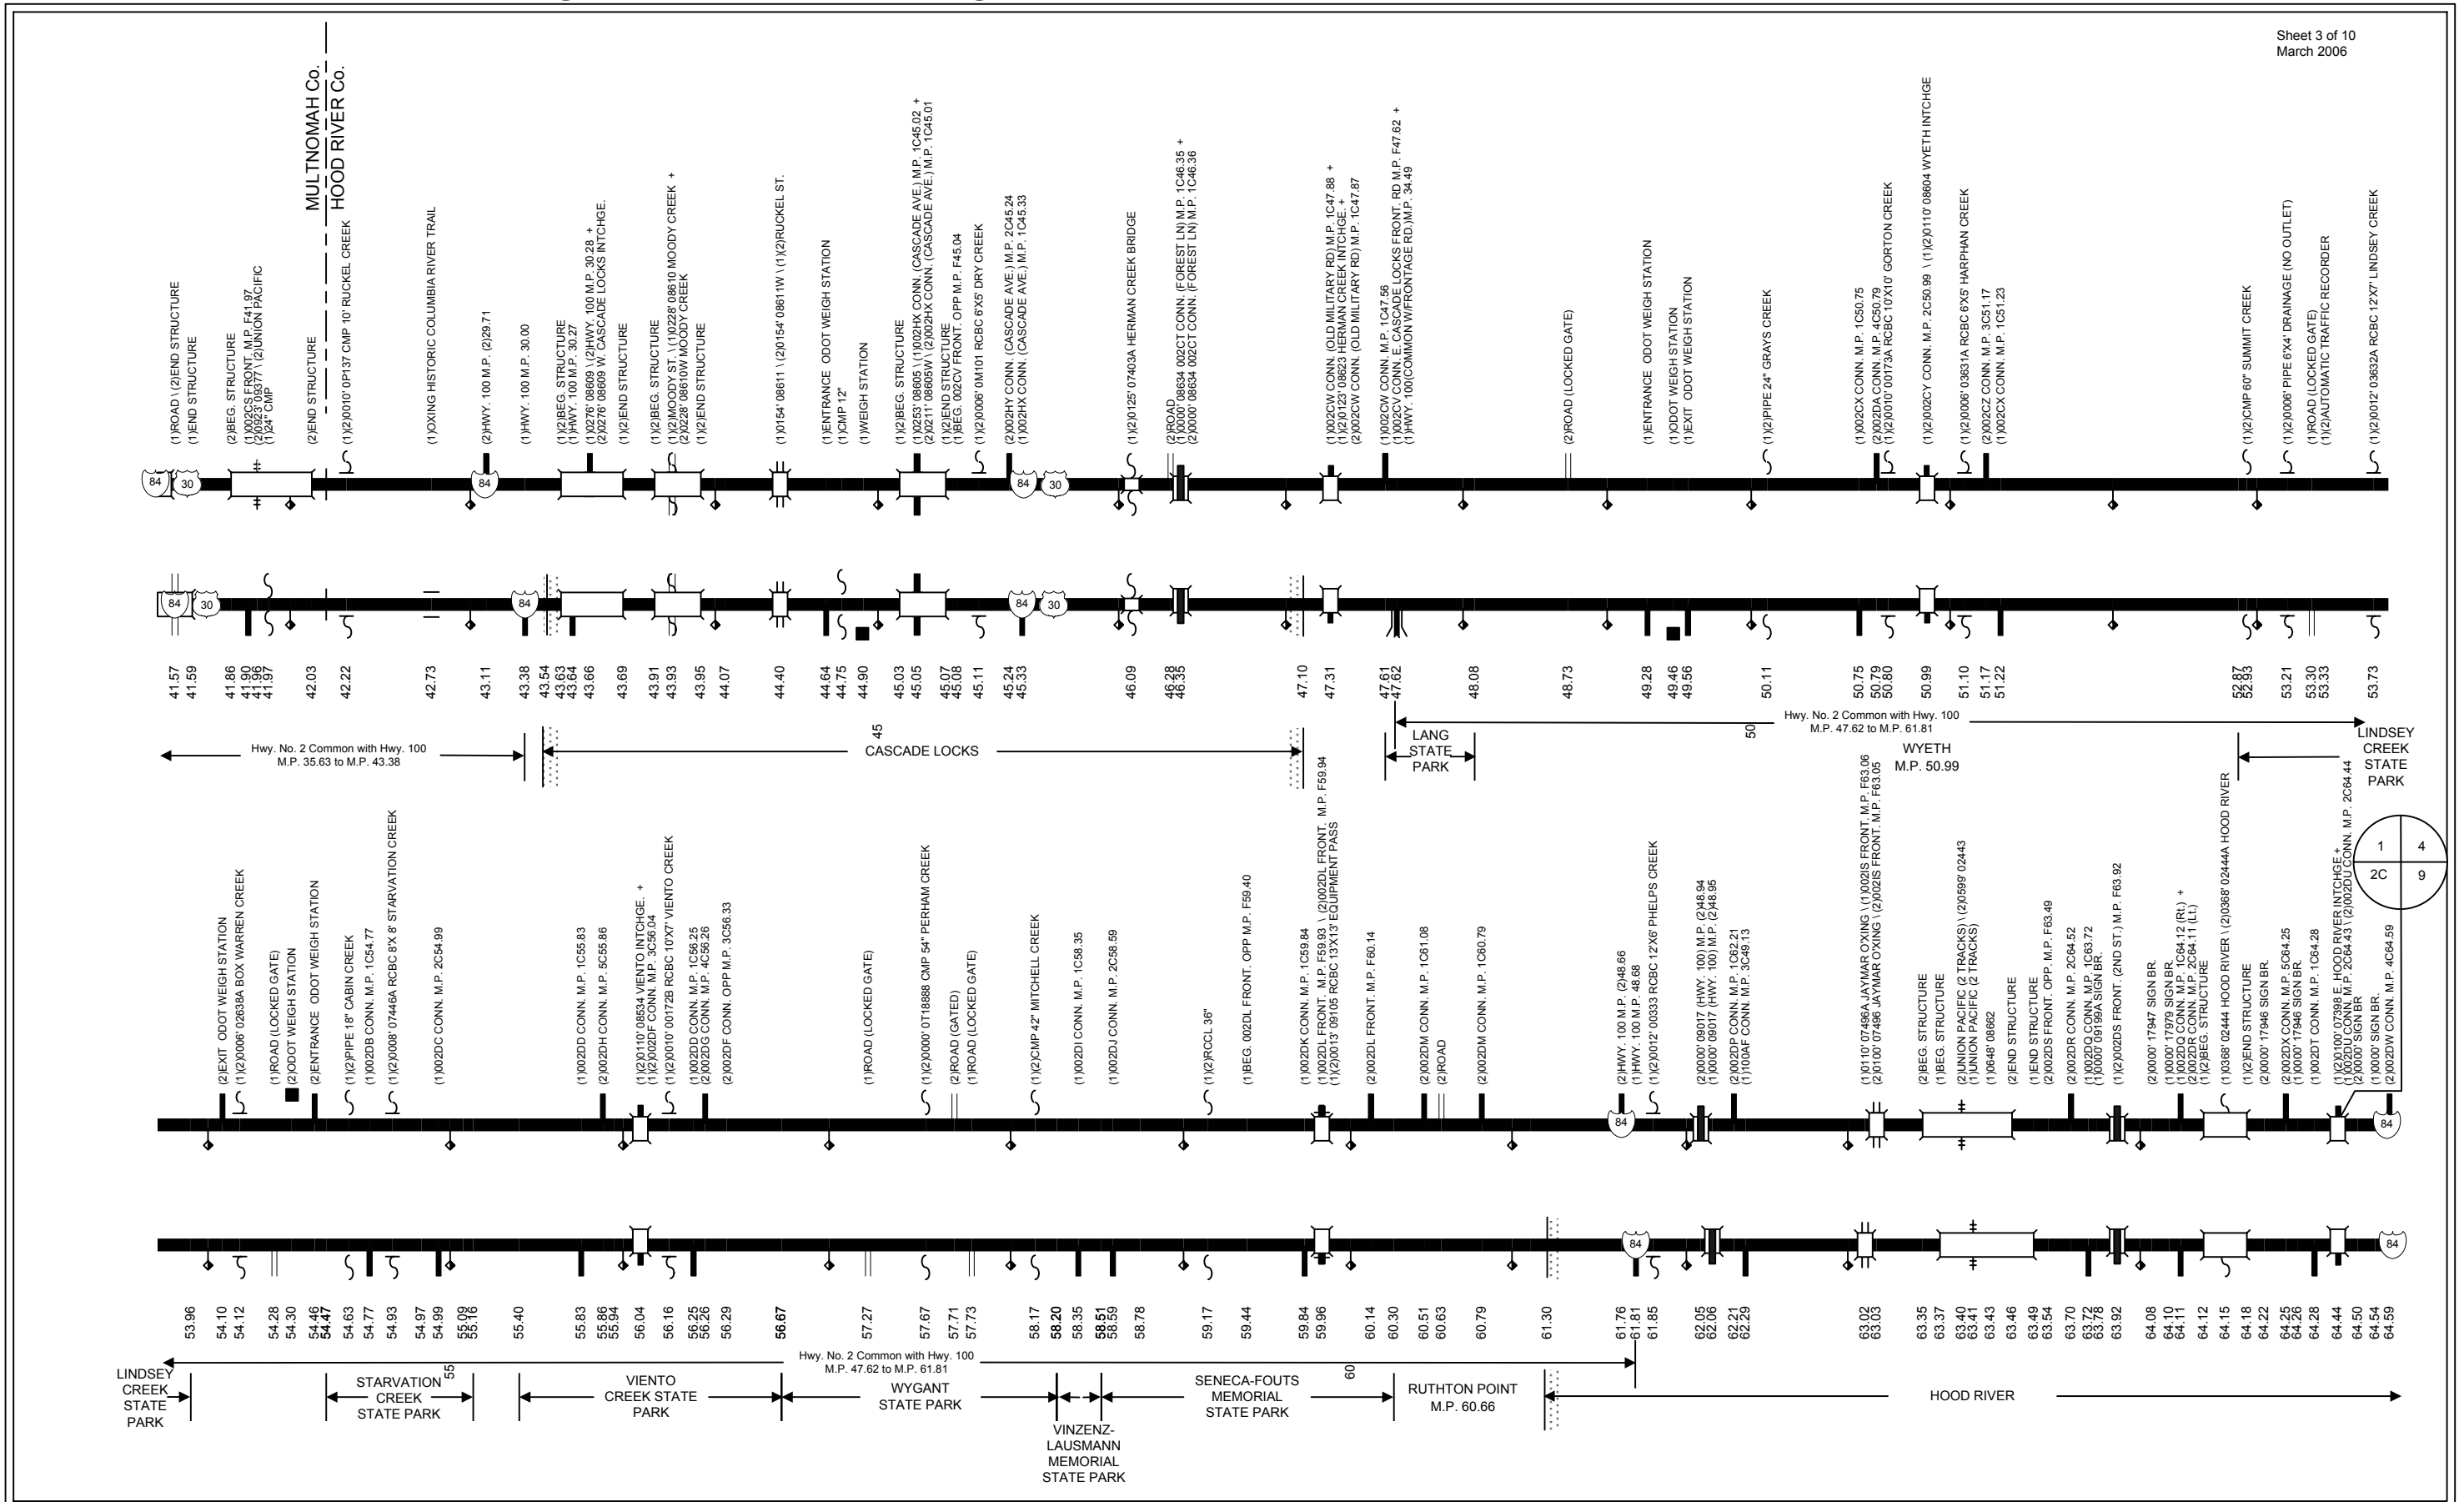 Sheet 3 of 10
March 2006
MULTNOMAH Co.
HOOD RIVER Co.
(1)ROAD \ (2)END STRUCTURE
(1)END STRUCTURE
(2)BEG. STRUCTURE
(1)002CS FRONT. M.P. F41.97
(2)0923' 09377 \ (2)UNION PACIFIC
(1)24" CMP
(2)END STRUCTURE
(1)(2)0010' 0P137 CMP 10' RUCKEL CREEK
(1)OXING HISTORIC COLUMBIA RIVER TRAIL
(2)HWY. 100 M.P. (2)29.71
(1)HWY. 100 M.P. 30.00
(1)(2)BEG. STRUCTURE
(1)HWY. 100 M.P. 30.27
(1)0276' 08609 \ (2)HWY. 100 M.P. 30.28 +
(2)0276' 08609 W. CASCADE LOCKS INTCHGE.
(1)(2)END STRUCTURE
(1)(2)BEG. STRUCTURE
(1)(2)MOODY ST. \ (1)0228' 08610 MOODY CREEK +
(2)0228' 08610W MOODY CREEK
(1)(2)END STRUCTURE
(1)0154' 08611 \ (2)0154' 08611W \ (1)(2)RUCKEL ST.
(1)ENTRANCE ODOT WEIGH STATION
(1)CMP 12"
(1)WEIGH STATION
(1)(2)BEG. STRUCTURE
(1)0253' 08605 \ (1)002HX CONN. (CASCADE AVE.) M.P. 1C45.02 +
(2)0211' 08605W \ (2)002HX CONN. (CASCADE AVE.) M.P. 1C45.01
(1)(2)END STRUCTURE
(1)BEG. 002CV FRONT. OPP M.P. F45.04
(1)(2)0006' 0M101 RCBC 6'X5' DRY CREEK
(2)002HY CONN. (CASCADE AVE.) M.P. 2C45.24
(1)002HX CONN. (CASCADE AVE.) M.P. 1C45.33
(1)(2)0125' 07403A HERMAN CREEK BRIDGE
(2)ROAD
(1)0000' 08634 002CT CONN. (FOREST LN) M.P. 1C46.35 +
(2)0000' 08634 002CT CONN. (FOREST LN) M.P. 1C46.36
(1)002CW CONN. (OLD MILITARY RD) M.P. 1C47.88 +
(1)(2)0123' 08623 HERMAN CREEK INTCHGE. +
(2)002CW CONN. (OLD MILITARY RD) M.P. 1C47.87
(1)002CW CONN. M.P. 1C47.56
(1)002CV CONN. E. CASCADE LOCKS FRONT. RD M.P. F47.62 +
(1)HWY. 100(COMMON W/FRONTAGE RD.)M.P. 34.49
(2)ROAD (LOCKED GATE)
(1)ENTRANCE ODOT WEIGH STATION
(1)ODOT WEIGH STATION
(1)EXIT ODOT WEIGH STATION
(1)(2)PIPE 24" GRAYS CREEK
(1)002CX CONN. M.P. 1C50.75
(2)002DA CONN. M.P. 4C50.79
(1)(2)0010' 00173A RCBC 10'X10' GORTON CREEK
(1)(2)002CY CONN. M.P. 2C50.99 \ (1)(2)0110' 08604 WYETH INTCHGE
(1)(2)0006' 03631A RCBC 6'X5' HARPHAN CREEK
(2)002CZ CONN. M.P. 3C51.17
(1)002CX CONN. M.P. 1C51.23
(1)(2)CMP 60" SUMMIT CREEK
(1)(2)0006' PIPE 6'X4' DRAINAGE (NO OUTLET)
(1)ROAD (LOCKED GATE)
(1)(2)AUTOMATIC TRAFFIC RECORDER
(1)(2)0012' 03632A RCBC 12'X7' LINDSEY CREEK
84
30
84
84
30
84
30
84
84
30
41.57
41.59
41.86
41.90
41.96
41.97
42.03
42.22
42.73
43.11
43.38
43.54
43.63
43.64
43.66
43.69
43.91
43.93
43.95
44.07
44.40
44.64
44.75
44.90
45.03
45.05
45.07
45.08
45.11
45.24
45.33
46.09
46.28
46.35
47.10
47.31
47.61
47.62
48.08
48.73
49.28
49.46
49.56
50.11
50.75
50.79
50.80
50.99
51.10
51.17
51.22
52.87
52.93
53.21
53.30
53.33
53.73
Hwy. No. 2 Common with Hwy. 100
M.P. 35.63 to M.P. 43.38
45
CASCADE LOCKS
LANG
STATE
PARK
50
Hwy. No. 2 Common with Hwy. 100
M.P. 47.62 to M.P. 61.81
WYETH
M.P. 50.99
LINDSEY
CREEK
STATE
PARK
(2)EXIT ODOT WEIGH STATION
(1)(2)0006' 02638A BOX WARREN CREEK
(1)ROAD (LOCKED GATE)
(2)ODOT WEIGH STATION
(2)ENTRANCE ODOT WEIGH STATION
(1)(2)PIPE 18" CABIN CREEK
(1)002DB CONN. M.P. 1C54.77
(1)(2)0008' 07446A RCBC 8'X 8' STARVATION CREEK
(1)002DC CONN. M.P. 2C54.99
(1)002DD CONN. M.P. 1C55.83
(2)002DH CONN. M.P. 5C55.86
(1)(2)0110' 08534 VIENTO INTCHGE. +
(1)(2)002DF CONN. M.P. 3C56.04
(1)(2)0010' 00172B RCBC 10'X7' VIENTO CREEK
(1)002DD CONN. M.P. 1C56.25
(2)002DG CONN. M.P. 4C56.26
(2)002DF CONN. OPP M.P. 3C56.33
(1)ROAD (LOCKED GATE)
(1)(2)0000' 0T18888 CMP 54" PERHAM CREEK
(2)ROAD (GATED)
(1)ROAD (LOCKED GATE)
(1)(2)CMP 42" MITCHELL CREEK
(1)002DI CONN. M.P. 1C58.35
(1)002DJ CONN. M.P. 2C58.59
(1)(2)RCCL 36"
(1)BEG. 002DL FRONT. OPP M.P. F59.40
(1)002DK CONN. M.P. 1C59.84
(1)002DL FRONT. M.P. F59.93 \ (2)002DL FRONT. M.P. F59.94
(1)(2)0013' 09105 RCBC 13'X13' EQUIPMENT PASS
(2)002DL FRONT. M.P. F60.14
(2)002DM CONN. M.P. 1C61.08
(2)ROAD
(2)002DM CONN. M.P. 1C60.79
(2)HWY. 100 M.P. (2)48.66
(1)HWY. 100 M.P. 48.68
(1)(2)0012' 00333 RCBC 12'X6' PHELPS CREEK
(2)0000' 09017 (HWY. 100) M.P. (2)48.94
(1)0000' 09017 (HWY. 100) M.P. (2)48.95
(2)002DP CONN. M.P. 1C62.21
(1)100AF CONN. M.P. 3C49.13
(1)0110' 07496A JAYMAR O'XING \ (1)002IS FRONT. M.P. F63.06
(2)0100' 07496 JAYMAR O'XING \ (2)002IS FRONT. M.P. F63.05
(2)BEG. STRUCTURE
(1)BEG. STRUCTURE
(2)UNION PACIFIC (2 TRACKS) \ (2)0599' 02443
(1)UNION PACIFIC (2 TRACKS)
(1)0648' 08662
(2)END STRUCTURE
(1)END STRUCTURE
(2)002DS FRONT. OPP. M.P. F63.49
(2)002DR CONN. M.P. 2C64.52
(1)002DQ CONN. M.P. 1C63.72
(1)0000' 09199A SIGN BR.
(1)(2)002DS FRONT. (2ND ST.) M.P. F63.92
(2)0000' 17947 SIGN BR.
(1)0000' 17979 SIGN BR.
(1)002DQ CONN. M.P. 1C64.12 (Rt.) +
(2)002DR CONN. M.P. 2C64.11 (Lt.)
(1)(2)BEG. STRUCTURE
(1)0368' 02444 HOOD RIVER \ (2)0368' 02444A HOOD RIVER
(1)(2)END STRUCTURE
(2)0000' 17946 SIGN BR.
(2)002DX CONN. M.P. 5C64.25
(1)0000' 17946 SIGN BR.
(1)002DT CONN. M.P. 1C64.28
(1)(2)0100' 07398 E. HOOD RIVER INTCHGE +
(1)002DU CONN. M.P. 2C64.43 \ (2)002DU CONN. M.P. 2C64.44
(2)0000' SIGN BR
(1)0000' SIGN BR.
(2)002DW CONN. M.P. 4C64.59
1
4
2C
9
84
84
84
84
53.96
54.10
54.12
54.28
54.30
54.46
54.47
54.63
54.77
54.93
54.97
54.99
55.09
55.16
55.40
55.83
55.86
55.94
56.04
56.16
56.25
56.26
56.29
56.67
57.27
57.67
57.71
57.73
58.17
58.20
58.35
58.51
58.59
58.78
59.17
59.44
59.84
59.96
60.14
60.30
60.51
60.63
60.79
61.30
61.76
61.81
61.85
62.05
62.06
62.21
62.29
63.02
63.03
63.35
63.37
63.40
63.41
63.43
63.46
63.49
63.54
63.70
63.72
63.78
63.92
64.08
64.10
64.11
64.12
64.15
64.18
64.22
64.25
64.26
64.28
64.44
64.50
64.54
64.59
Hwy. No. 2 Common with Hwy. 100
M.P. 47.62 to M.P. 61.81
LINDSEY
CREEK
STATE
PARK
STARVATION
CREEK
STATE PARK
55
VIENTO
CREEK STATE
PARK
WYGANT
STATE PARK
VINZENZ-
LAUSMANN
MEMORIAL
STATE PARK
SENECA-FOUTS
MEMORIAL
STATE PARK
60
RUTHTON POINT
M.P. 60.66
HOOD RIVER